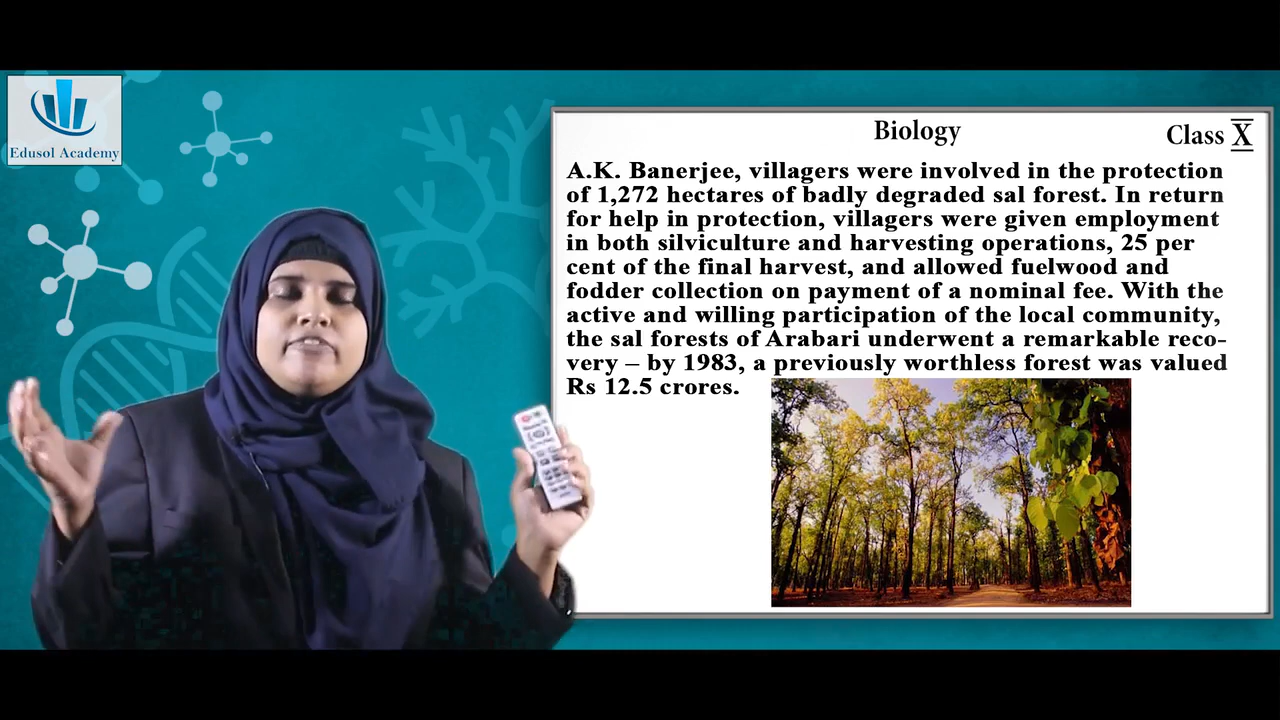 Edusol Academy
Biology
Class X
A.K. Banerjee, villagers were involved in the protection
of 1,272 hectares of badly degraded sal forest. In return
for help in protection, villagers were given employment
in both silviculture and harvesting operations, 25 per
cent of the final harvest, and allowed fuelwood and
fodder collection on payment of a nominal fee. With the
active and willing participation of the local community,
the sal forests of Arabari underwent a remarkable reco-
very – by 1983, a previously worthless forest was valued
Rs 12.5 crores.